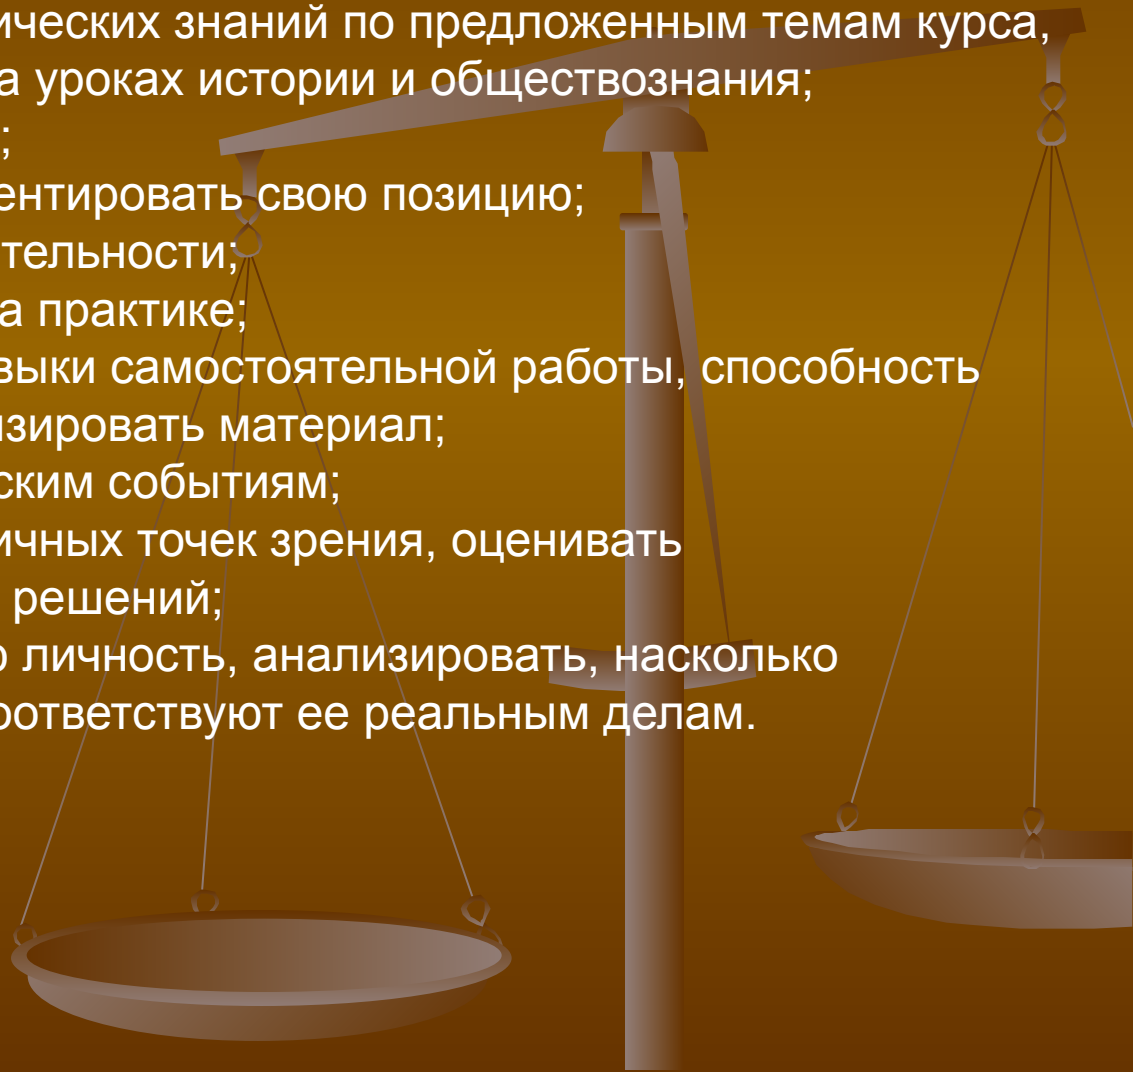 ических знаний по предложенным темам курса,
а уроках истории и обществознания;
;
ентировать свою позицию;
тельности;
а практике;
выки самостоятельной работы, способность
изировать материал;
ским событиям;
ичных точек зрения, оценивать
решений;
о личность, анализировать, насколько
оответствуют ее реальным делам.